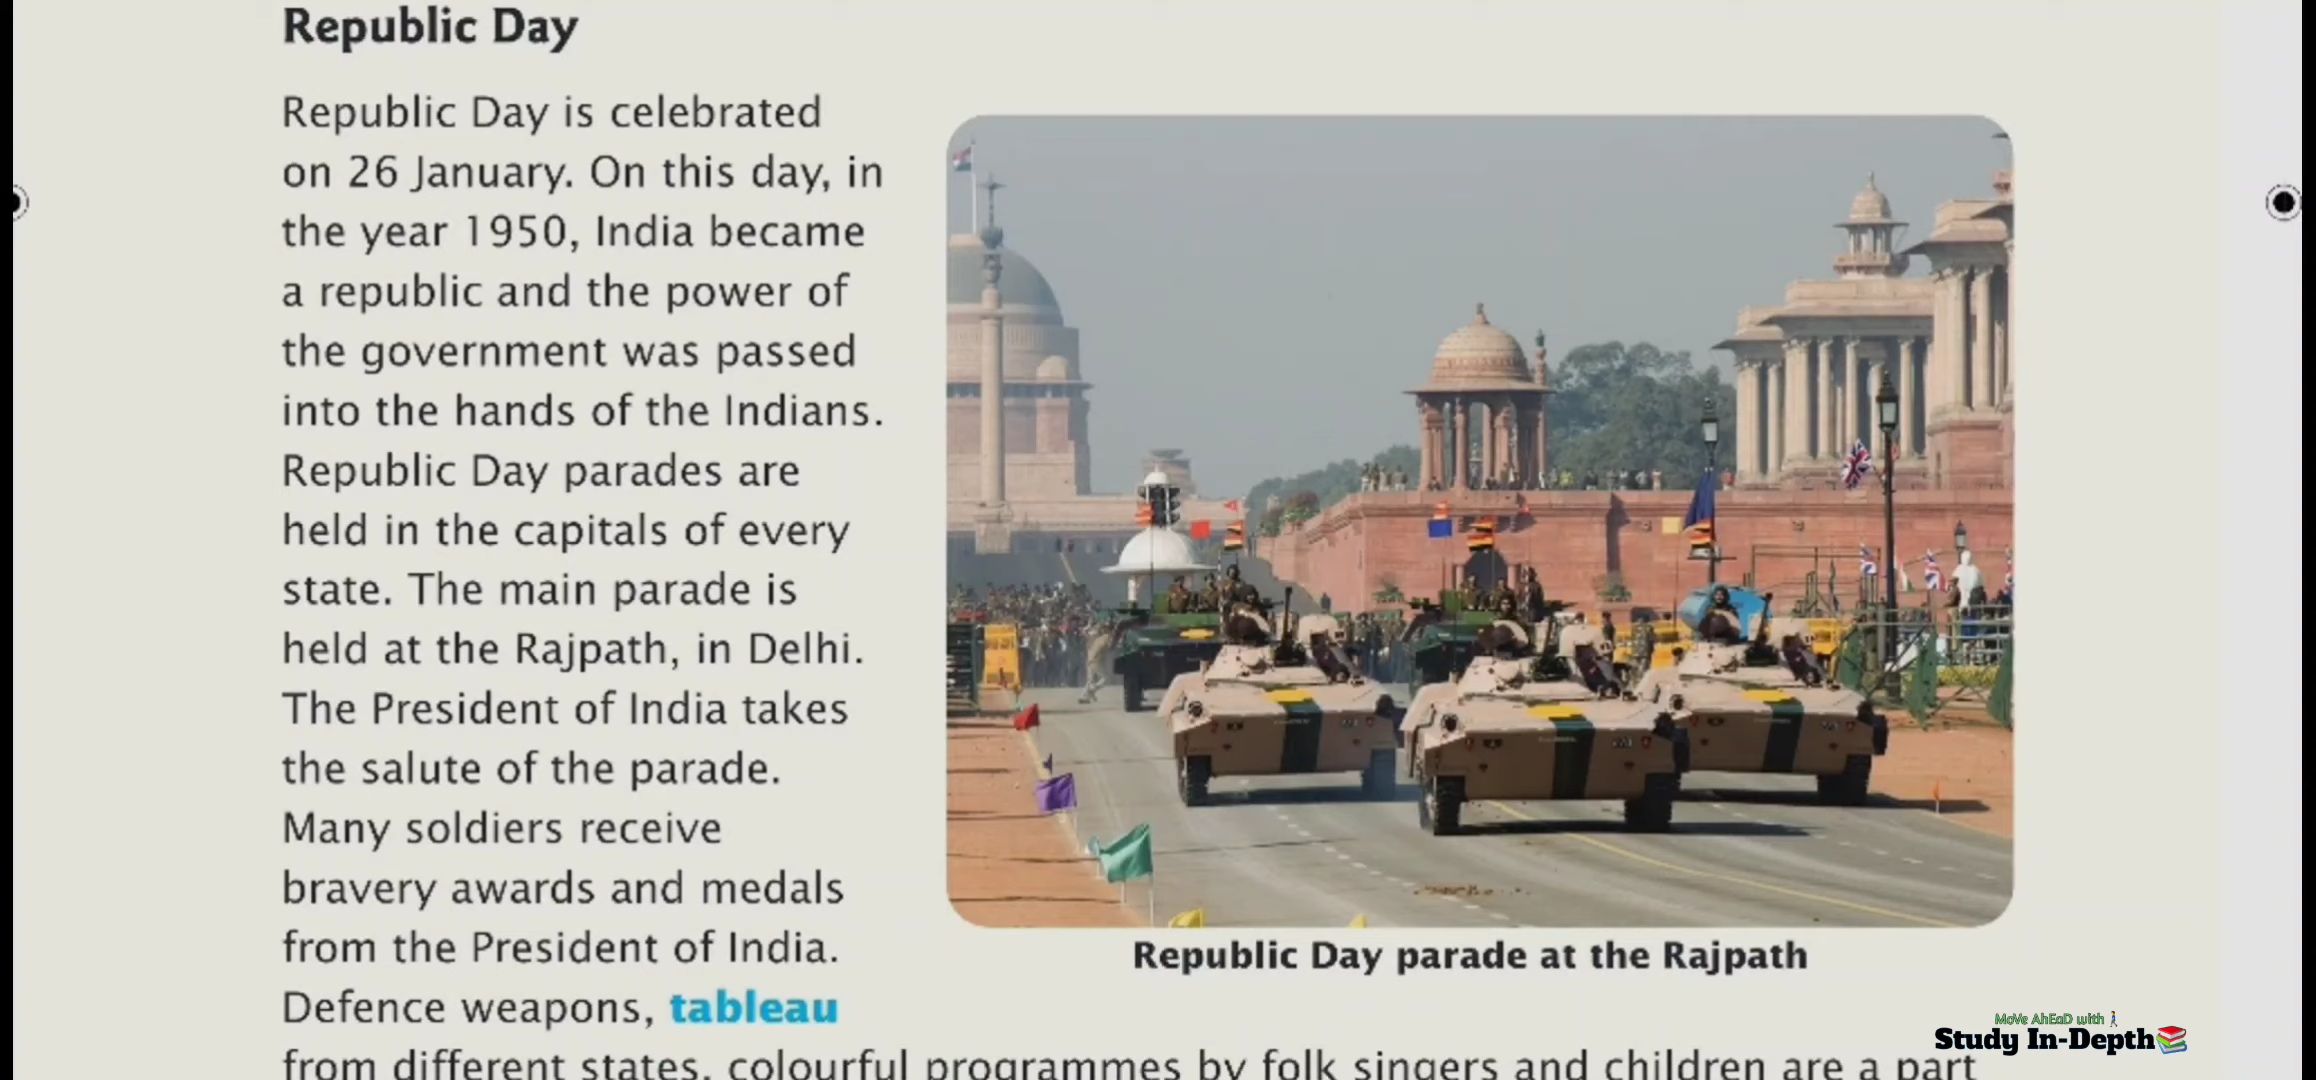 Republic Day
Republic Day is celebrated
on 26 January. On this day, in
the year 1950, India became
a republic and the power of
the government was passed
into the hands of the Indians.
Republic Day parades are
held in the capitals of every
state. The main parade is
held at the Rajpath, in Delhi.
The President of India takes
the salute of the parade.
Many soldiers receive
bravery awards and medals
from the President of India.
Defence weapons, tableau
from different states, colourful programmes by folk singers and children are a part
Republic Day parade at the Rajpath
MoVe AhEaD with
Study In-Depth